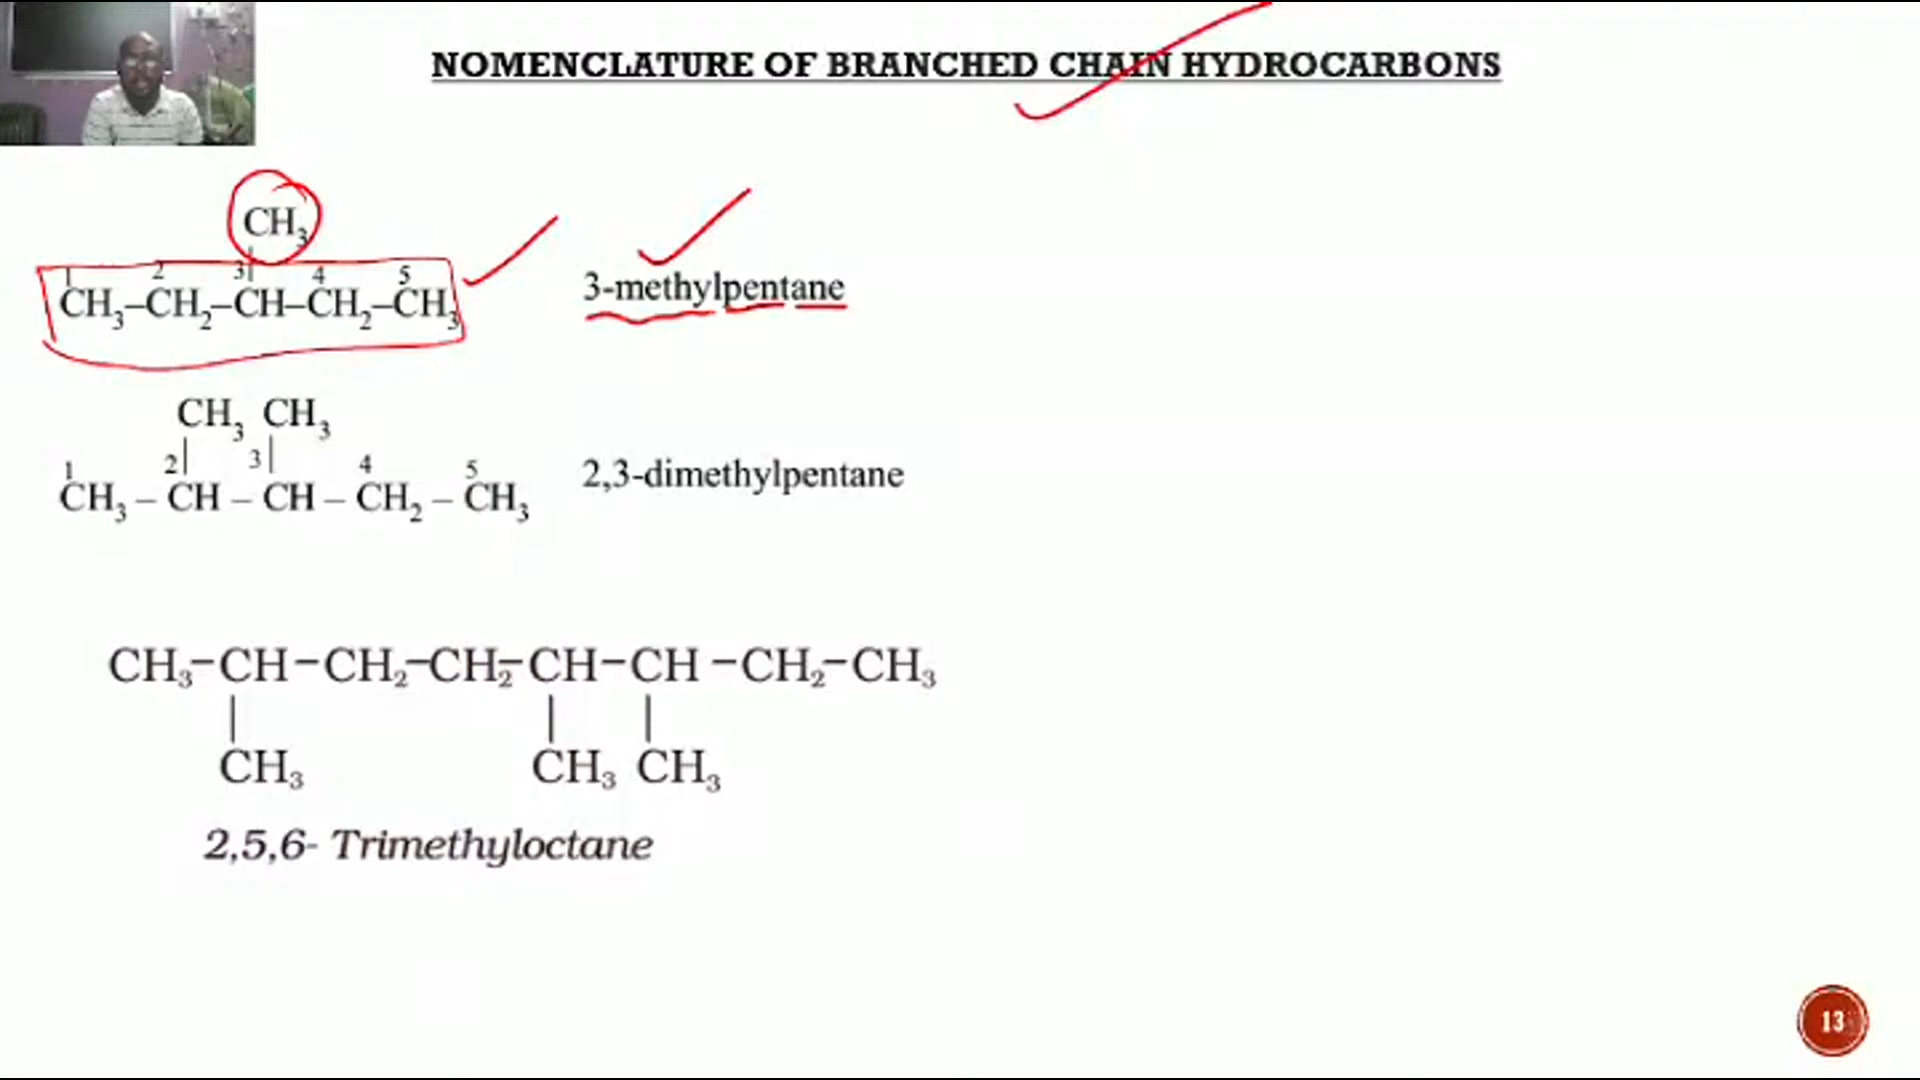 NOMENCLATURE OF BRANCHED CHAIN HYDROCARBONS
CH₃
1 2 3 4 5
CH₃–CH₂–CH–CH₂–CH₃
3-methylpentane
CH₃ CH₃
1 2 3 4 5
CH₃ – CH – CH – CH₂ – CH₃
2,3-dimethylpentane
CH₃–CH–CH₂–CH₂–CH–CH–CH₂–CH₃
CH₃ CH₃ CH₃
2,5,6- Trimethyloctane
13